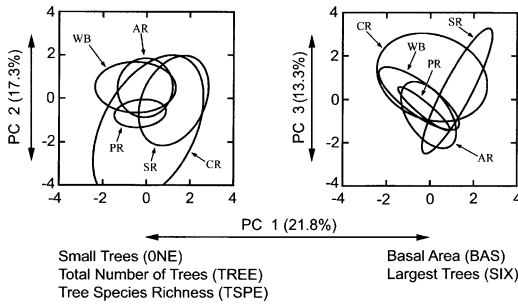 AR
WB
4
2
0
-2
-4
PC 2 (17.3%)
PR
SR
CR
-4 -2 0 2 4
SR
CR
WB
PR
4
2
0
-2
-4
PC 3 (13.3%)
AR
-4 -2 0 2 4
PC 1 (21.8%)
Small Trees (0NE)
Total Number of Trees (TREE)
Tree Species Richness (TSPE)
Basal Area (BAS)
Largest Trees (SIX)